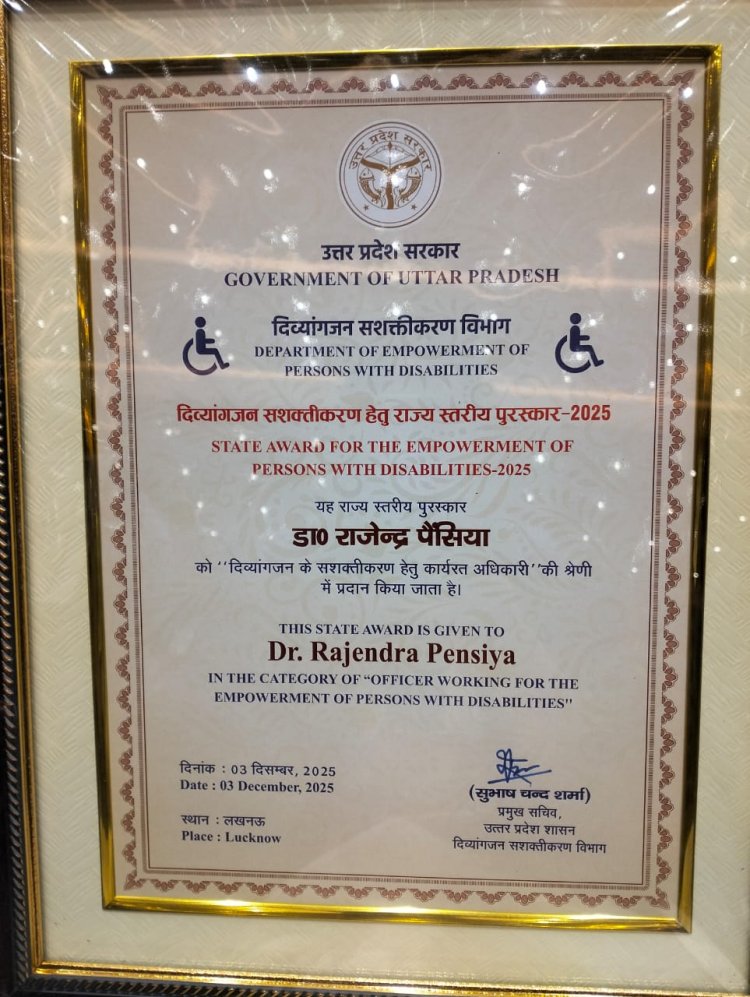 उत्तर प्रदेश सरकार
उत्तर प्रदेश सरकार
GOVERNMENT OF UTTAR PRADESH
दिव्यांगजन सशक्तीकरण विभाग
DEPARTMENT OF EMPOWERMENT OF
PERSONS WITH DISABILITIES
दिव्यांगजन सशक्तीकरण हेतु राज्य स्तरीय पुरस्कार-2025
STATE AWARD FOR THE EMPOWERMENT OF
PERSONS WITH DISABILITIES-2025
यह राज्य स्तरीय पुरस्कार
डा0 राजेन्द्र पैंसिया
को ''दिव्यांगजन के सशक्तीकरण हेतु कार्यरत अधिकारी'' की श्रेणी
में प्रदान किया जाता है।
THIS STATE AWARD IS GIVEN TO
Dr. Rajendra Pensiya
IN THE CATEGORY OF "OFFICER WORKING FOR THE
EMPOWERMENT OF PERSONS WITH DISABILITIES"
दिनांक : 03 दिसम्बर, 2025
Date : 03 December, 2025
स्थान : लखनऊ
Place : Lucknow
(सुभाष चन्द शर्मा)
प्रमुख सचिव,
उत्तर प्रदेश शासन
दिव्यांगजन सशक्तीकरण विभाग